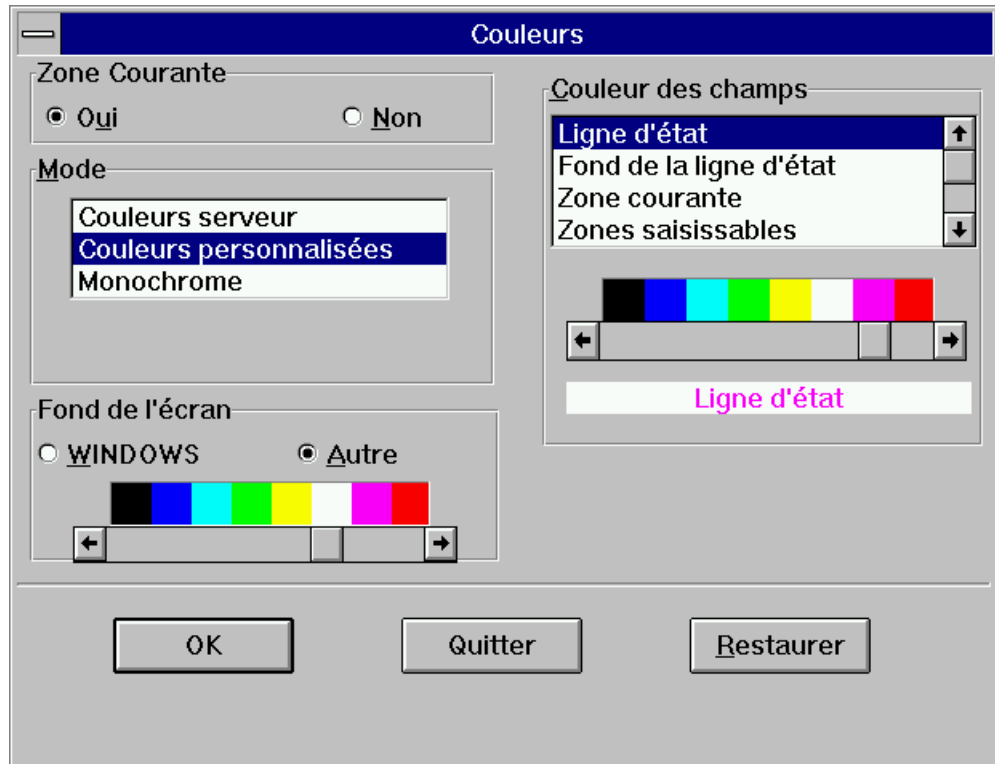 Couleurs
Zone Courante
Oui
Non
Mode
Couleurs serveur
Couleurs personnalisées
Monochrome
Fond de l'écran
WINDOWS
Autre
Couleur des champs
Ligne d'état
Fond de la ligne d'état
Zone courante
Zones saisissables
Ligne d'état
OK
Quitter
Restaurer